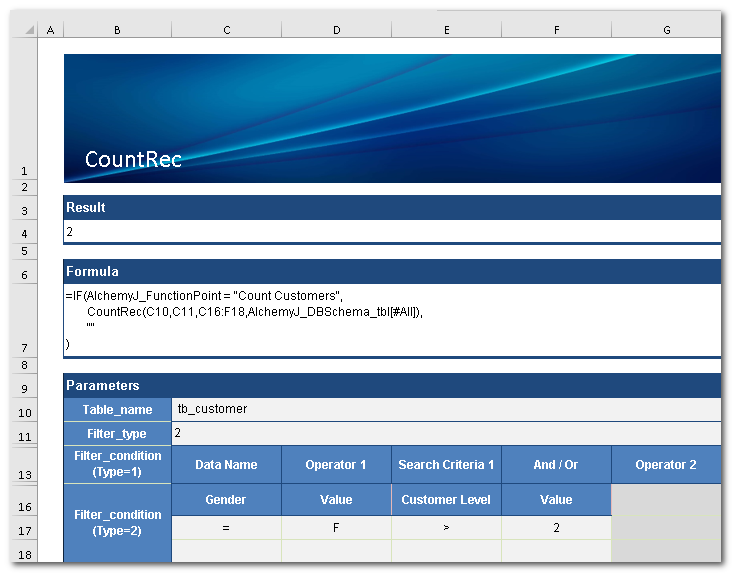 A B C D E F G
1 CountRec
2
3 Result
4 2
5
6 Formula
=IF(AlchemyJ_FunctionPoint = "Count Customers",
CountRec(C10,C11,C16:F18,AlchemyJ_DBSchema_tbl[#All]),
""
7 )
8
9 Parameters
10 Table_name tb_customer
11 Filter_type 2
13 Filter_condition (Type=1) Data Name Operator 1 Search Criteria 1 And / Or Operator 2
16 Gender Value Customer Level Value
Filter_condition
(Type=2)
17 = F > 2
18